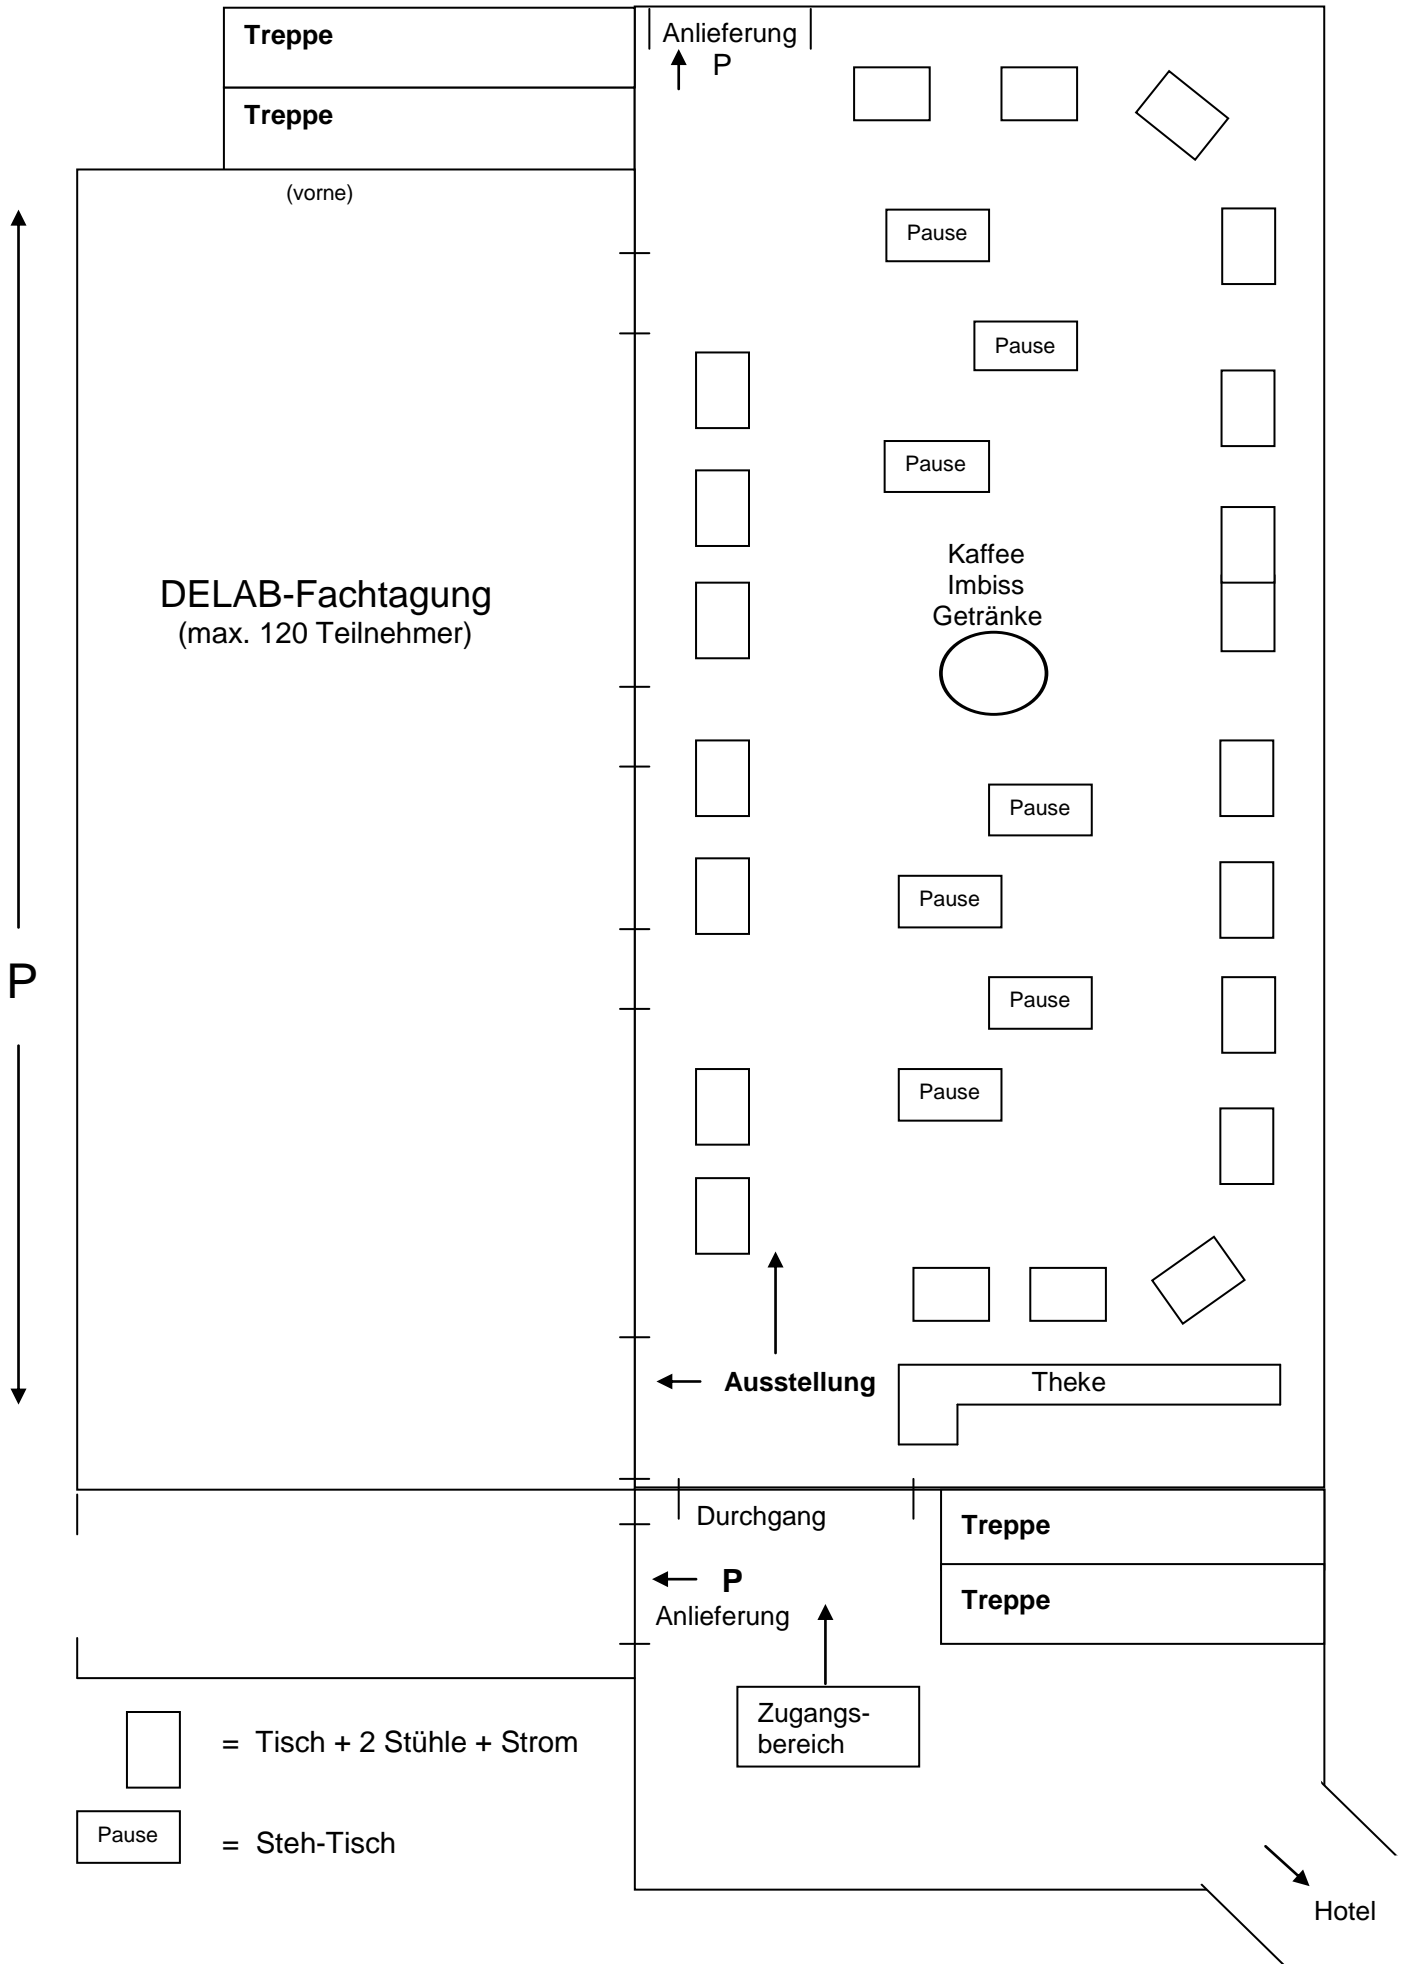 Treppe
Anlieferung
P
Treppe
(vorne)
Pause
Pause
Pause
Kaffee
Imbiss
Getränke
DELAB-Fachtagung
(max. 120 Teilnehmer)
Pause
Pause
P
Pause
Pause
Ausstellung
Theke
Durchgang
Treppe
P
Anlieferung
Treppe
Zugangs-
bereich
= Tisch + 2 Stühle + Strom
Pause
= Steh-Tisch
Hotel